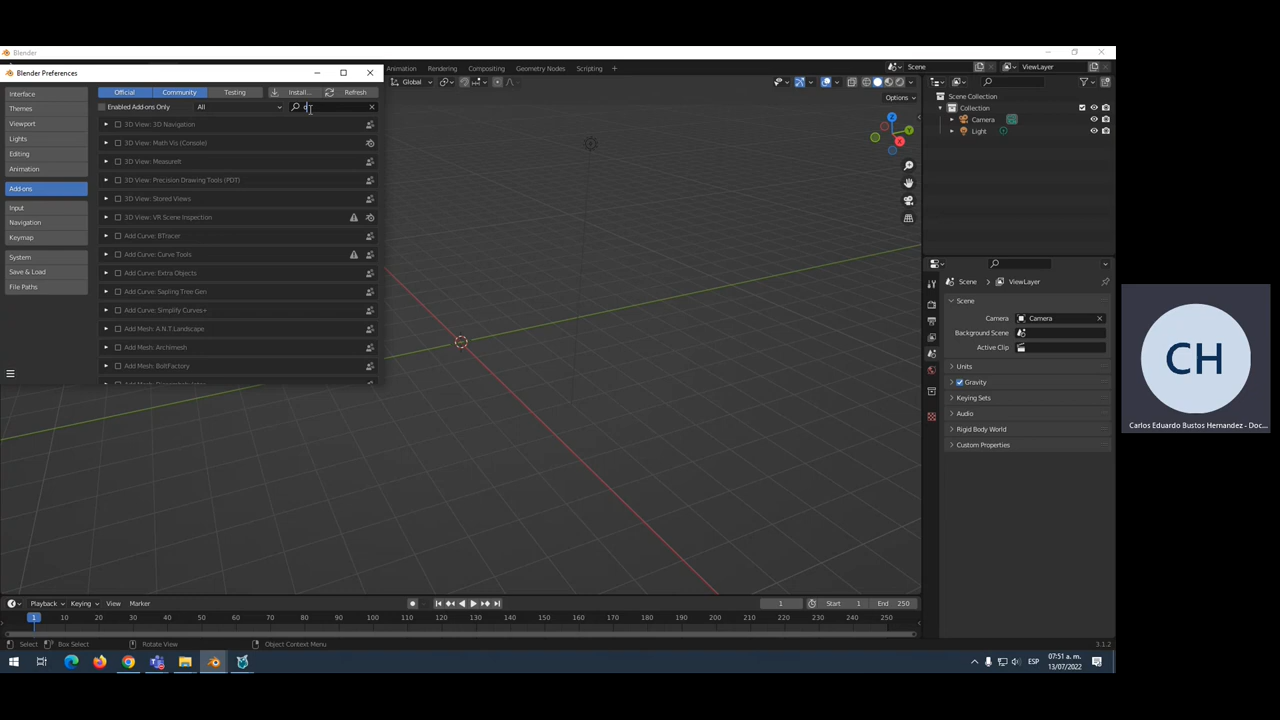 Blender
Blender Preferences
Animation Rendering Compositing Geometry Nodes Scripting + Scene ViewLayer
Interface
Themes
Viewport
Lights
Editing
Animation
Add-ons
Input
Navigation
Keymap
System
Save & Load
File Paths
Official Community Testing Install... Refresh
Enabled Add-ons Only All
3D View: 3D Navigation
3D View: Math Vis (Console)
3D View: MeasureIt
3D View: Precision Drawing Tools (PDT)
3D View: Stored Views
3D View: VR Scene Inspection
Add Curve: BTracer
Add Curve: Curve Tools
Add Curve: Extra Objects
Add Curve: Sapling Tree Gen
Add Curve: Simplify Curves+
Add Mesh: A.N.T.Landscape
Add Mesh: Archimesh
Add Mesh: BoltFactory
Global
Options
Z
Y
X
Scene Collection
Collection
Camera
Light
Scene ViewLayer
Scene
Camera Camera
Background Scene
Active Clip
Units
Gravity
Keying Sets
Audio
Rigid Body World
Custom Properties
CH
Carlos Eduardo Bustos Hernandez - Doc...
Playback Keying View Marker 1 Start 1 End 250
1 10 20 30 40 50 60 70 80 90 100 110 120 130 140 150 160 170 180 190 200 210 220 230 240 250
Select Box Select Rotate View Object Context Menu 3.1.2
ESP 07:51 a. m.
13/07/2022